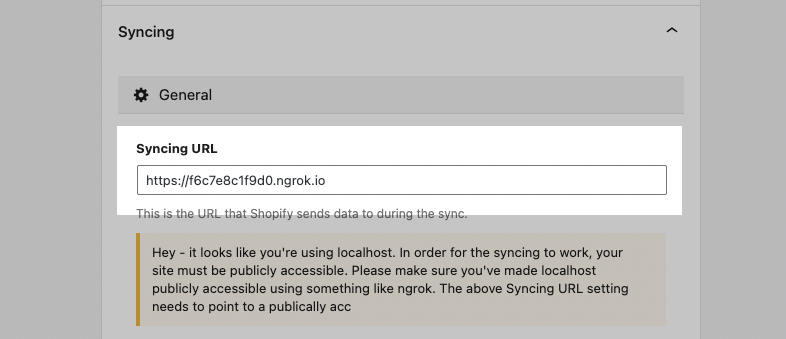 Syncing
General
Syncing URL
https://f6c7e8c1f9d0.ngrok.io
This is the URL that Shopify sends data to during the sync.
Hey - it looks like you're using localhost. In order for the syncing to work, your
site must be publicly accessible. Please make sure you've made localhost
publicly accessible using something like ngrok. The above Syncing URL setting
needs to point to a publically acc